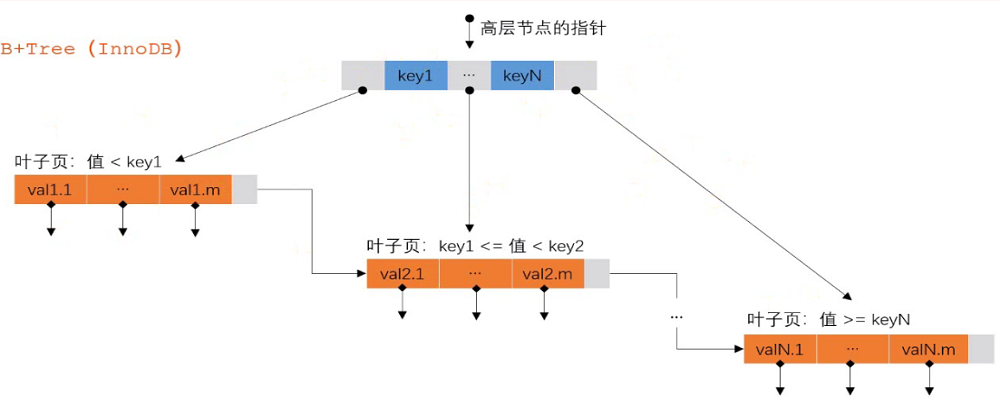 高层节点的指针
B+Tree（InnoDB）
key1 ... keyN
叶子页：值 < key1
val1.1 ... val1.m
叶子页：key1 <= 值 < key2
val2.1 ... val2.m
...
叶子页：值 >= keyN
valN.1 ... valN.m